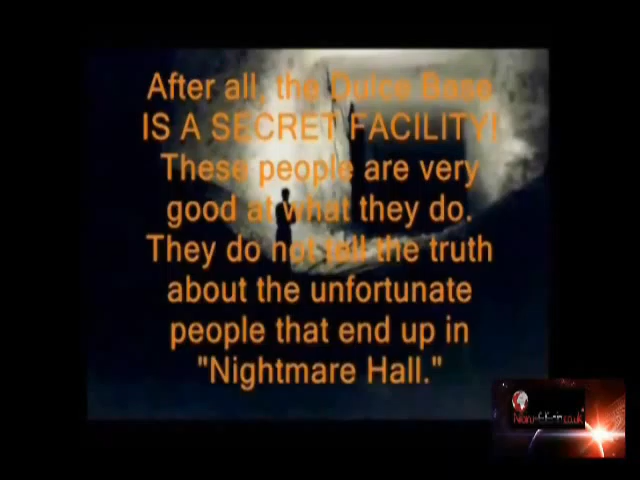 After all, the Dulce Base
IS A SECRET FACILITY!
These people are very
good at what they do.
They do not tell the truth
about the unfortunate
people that end up in
"Nightmare Hall."